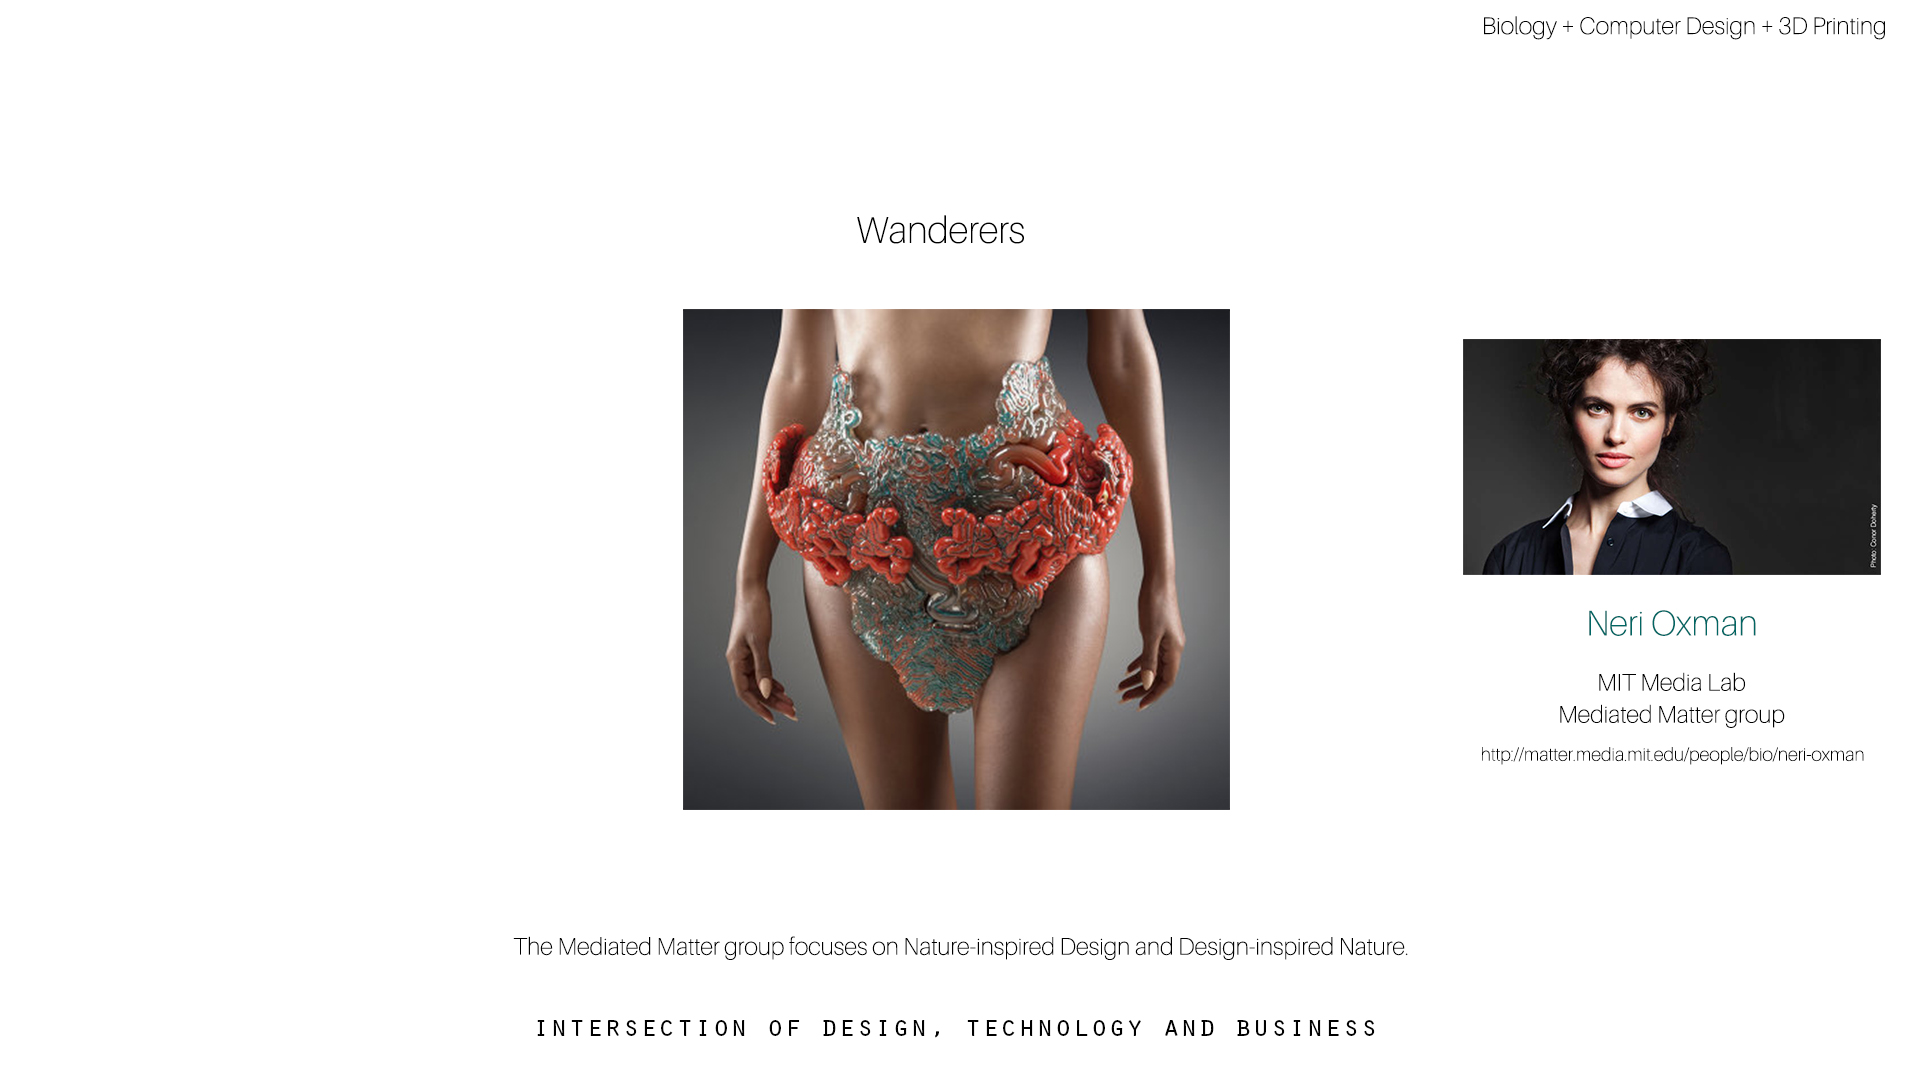 Biology + Computer Design + 3D Printing
Wanderers
Photo: Conor Doherty
Neri Oxman
MIT Media Lab
Mediated Matter group
http://matter.media.mit.edu/people/bio/neri-oxman
The Mediated Matter group focuses on Nature-inspired Design and Design-inspired Nature.
INTERSECTION OF DESIGN, TECHNOLOGY AND BUSINESS